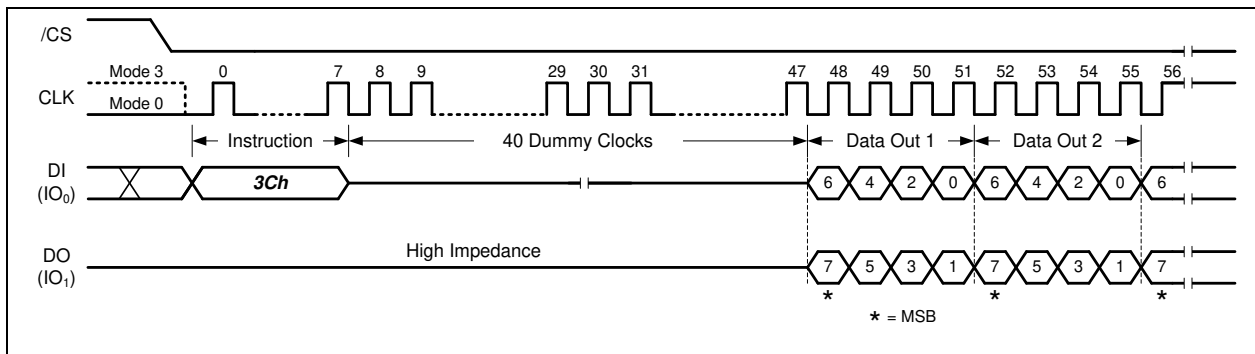 /CS
Mode 3 0 7 8 9 29 30 31 47 48 49 50 51 52 53 54 55 56
CLK Mode 0
Instruction 40 Dummy Clocks Data Out 1 Data Out 2
DI 3Ch 6 4 2 0 6 4 2 0 6
(IO0)
High Impedance
DO 7 5 3 1 7 5 3 1 7
(IO1) * * *
* = MSB